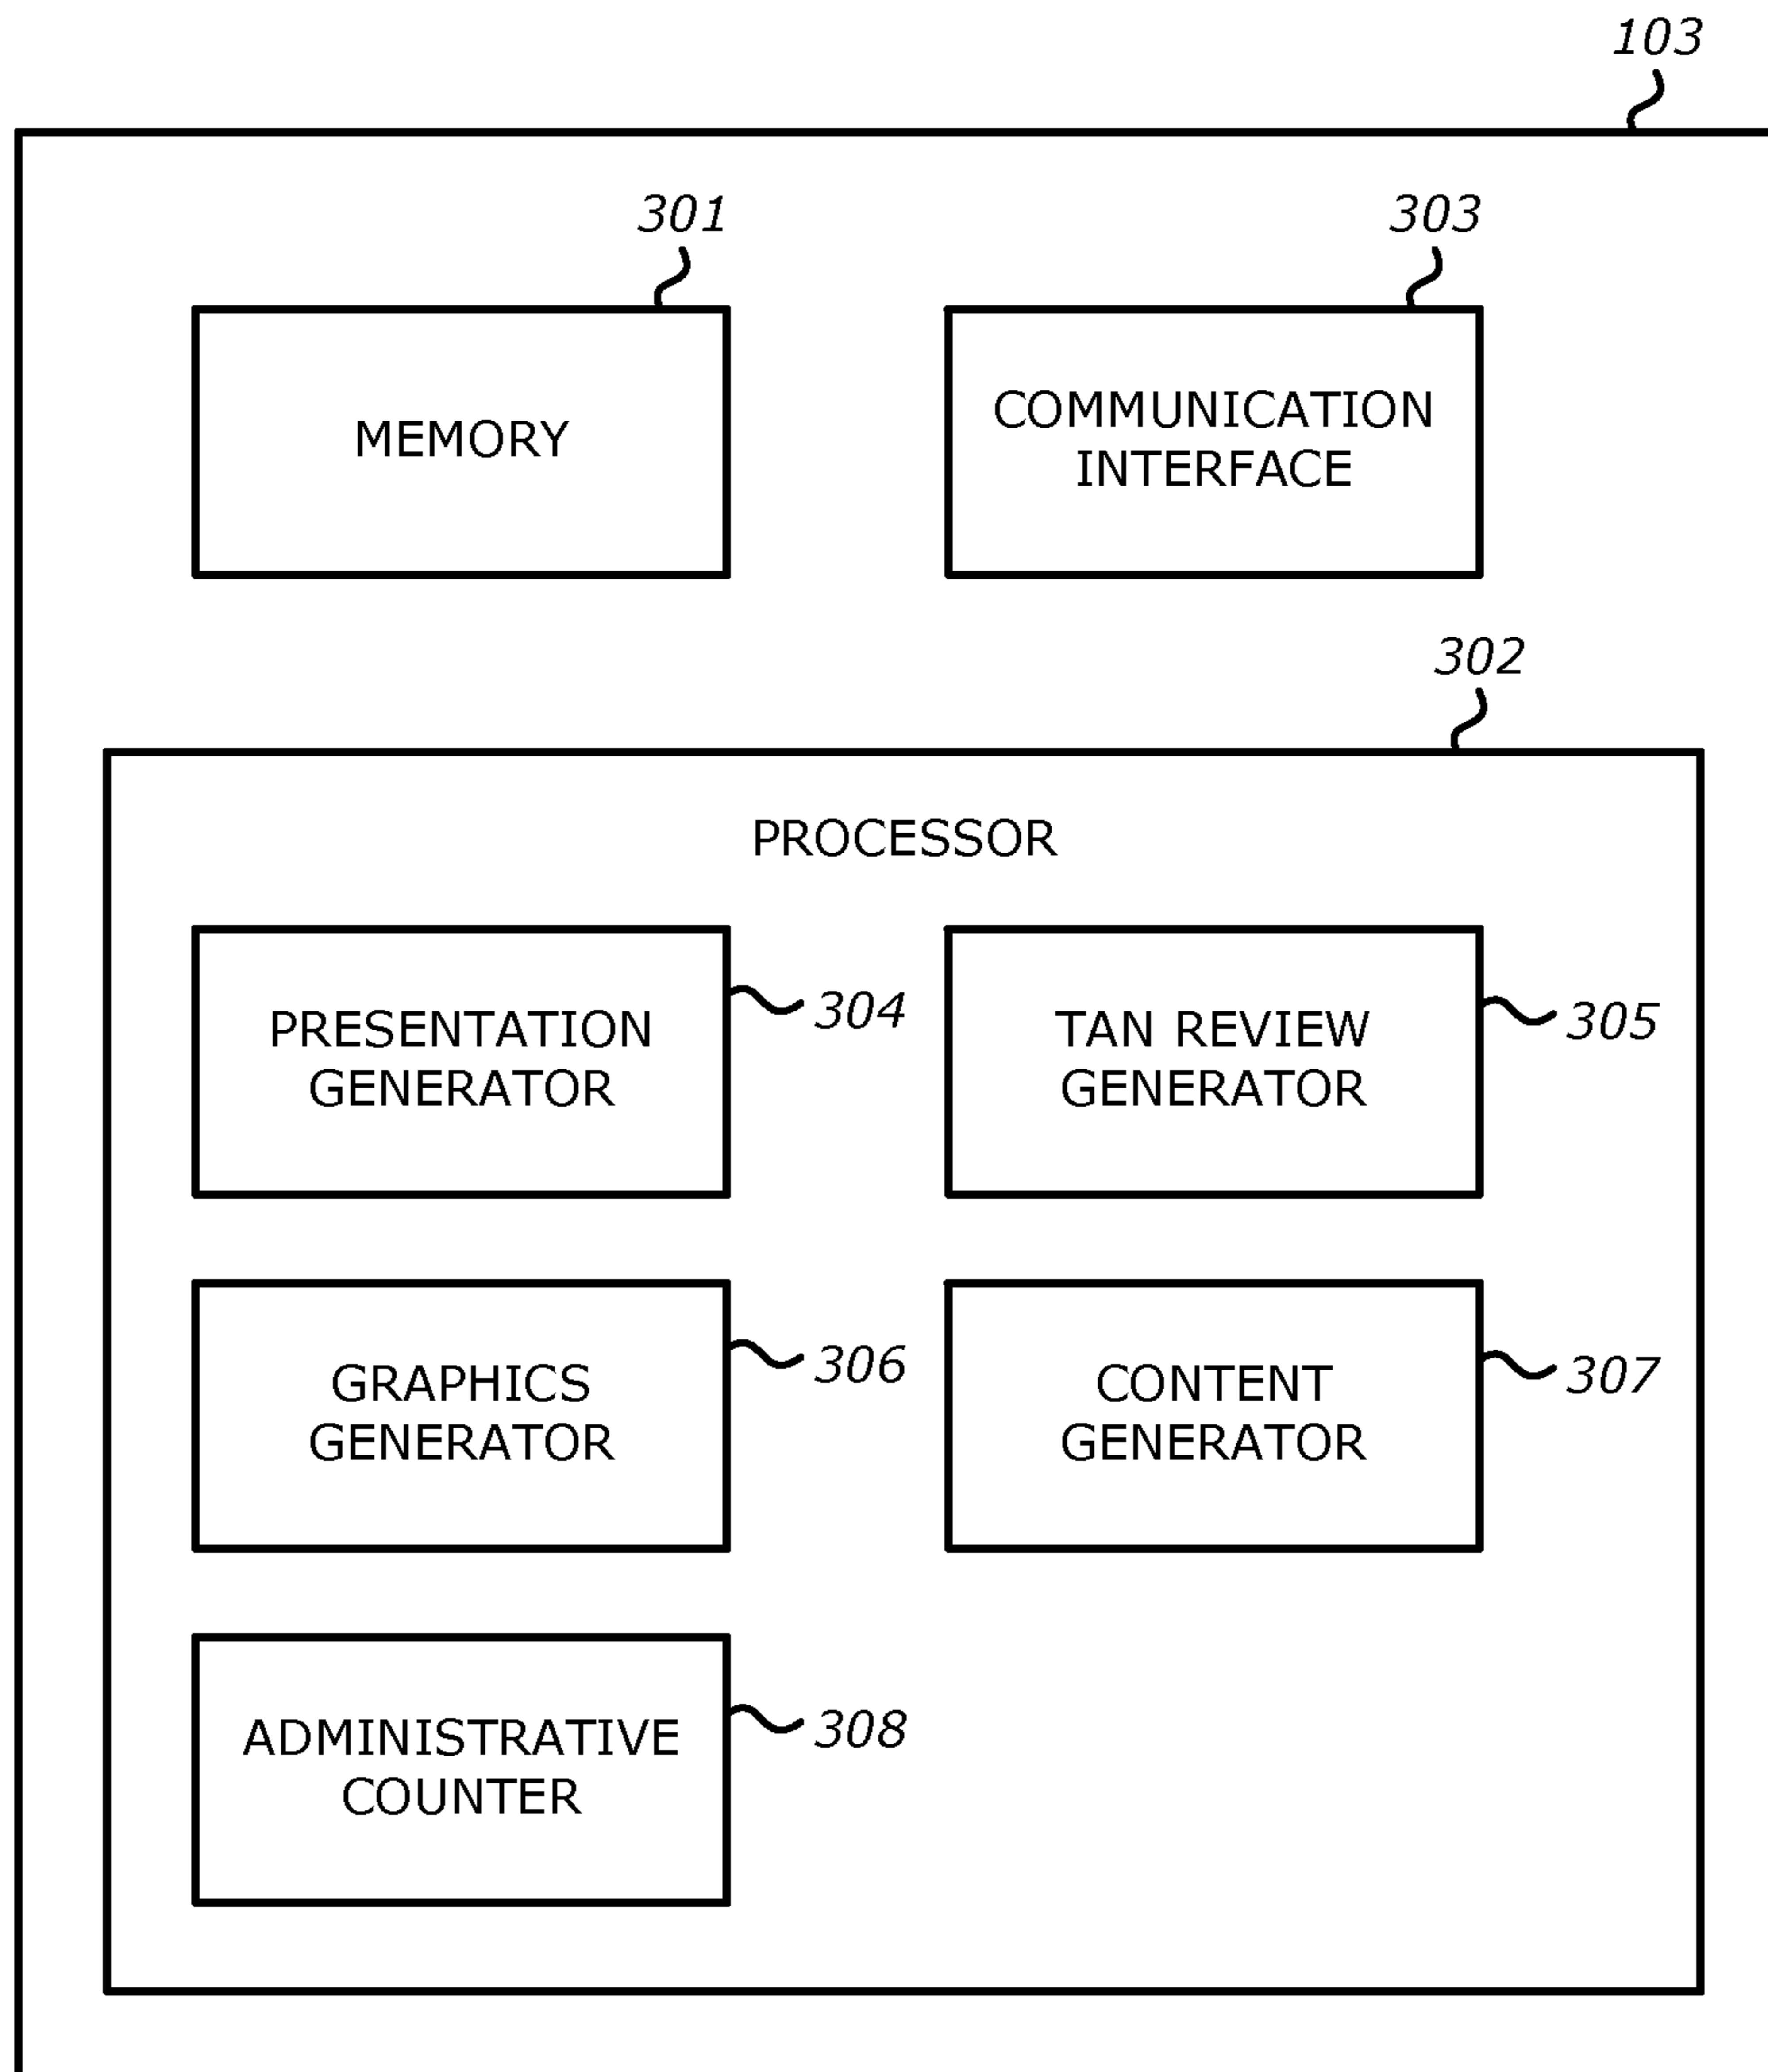 103
301
303
MEMORY
COMMUNICATION
INTERFACE
302
PROCESSOR
PRESENTATION
GENERATOR
304
TAN REVIEW
GENERATOR
305
GRAPHICS
GENERATOR
306
CONTENT
GENERATOR
307
ADMINISTRATIVE
COUNTER
308